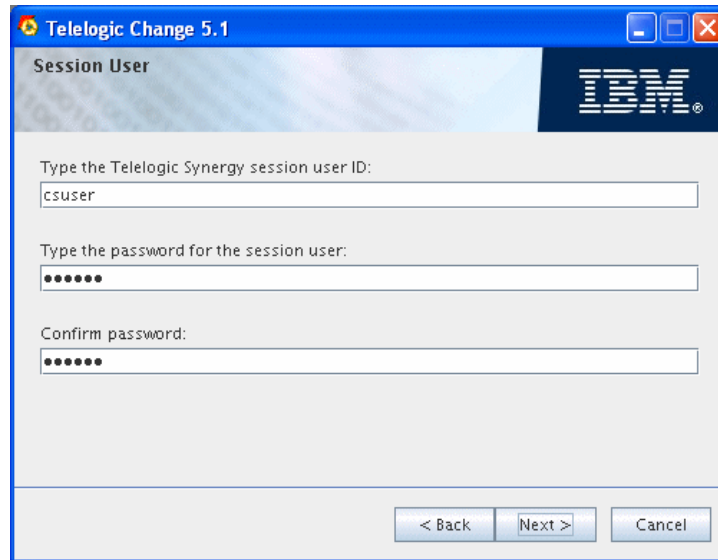 Telelogic Change 5.1
Session User
IBM®
Type the Telelogic Synergy session user ID:
csuser
Type the password for the session user:
●●●●●●
Confirm password:
●●●●●●
< Back
Next >
Cancel